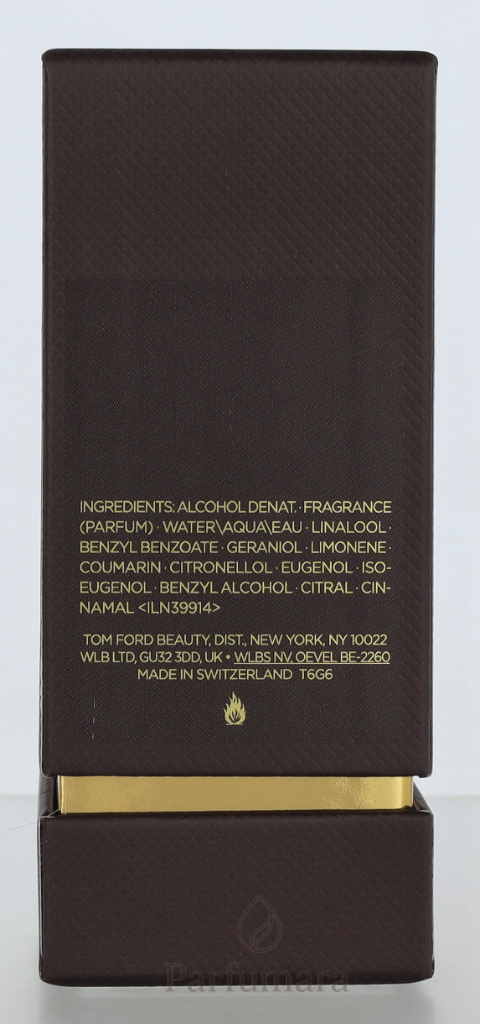 INGREDIENTS: ALCOHOL DENAT. · FRAGRANCE
(PARFUM) · WATER\AQUA\EAU · LINALOOL ·
BENZYL BENZOATE · GERANIOL · LIMONENE ·
COUMARIN · CITRONELLOL · EUGENOL · ISO-
EUGENOL · BENZYL ALCOHOL · CITRAL · CIN-
NAMAL <ILN39914>
TOM FORD BEAUTY, DIST., NEW YORK, NY 10022
WLB LTD, GU32 3DD, UK • WLBS NV. OEVEL BE-2260
MADE IN SWITZERLAND T6G6
Parfumara